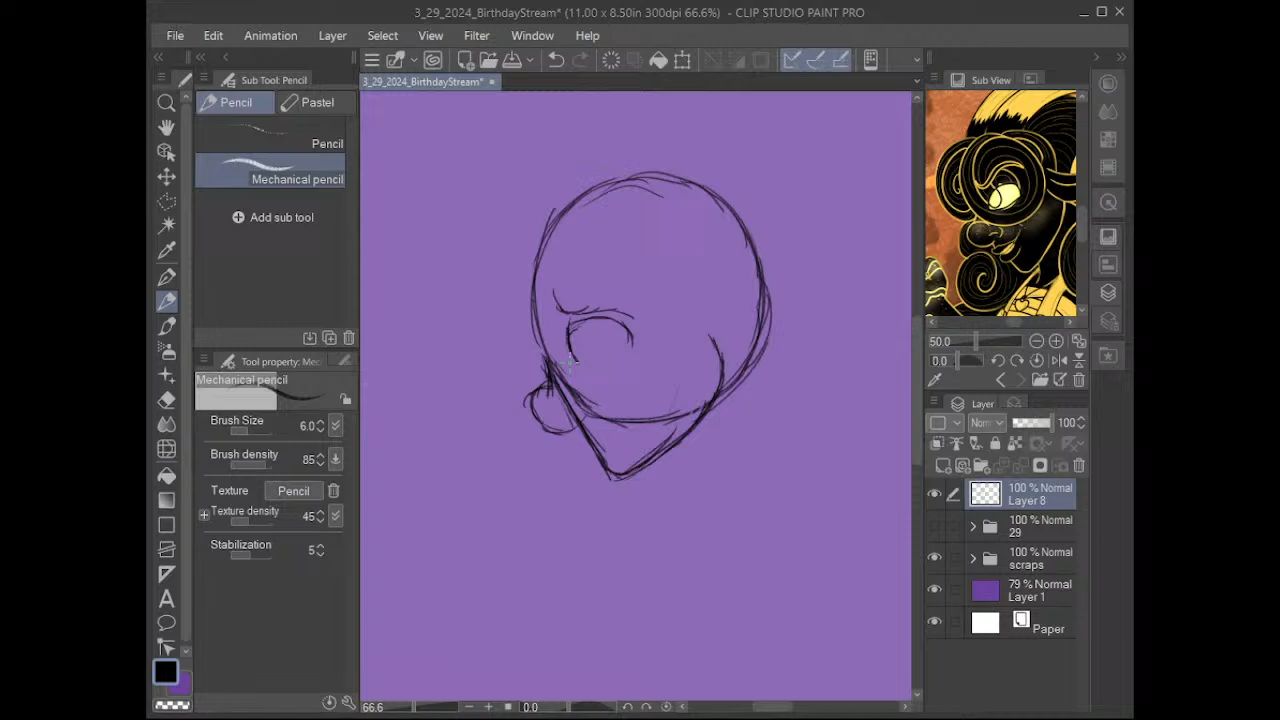 3_29_2024_BirthdayStream* (11.00 x 8.50in 300dpi 66.6%) - CLIP STUDIO PAINT PRO
File Edit Animation Layer Select View Filter Window Help
Sub Tool: Pencil
3_29_2024_BirthdayStream*
Sub View
Pencil Pastel
Pencil
Mechanical pencil
Add sub tool
Tool property: Mec
Mechanical pencil
Brush Size 6.0
Brush density 85
Texture Pencil
Texture density 45
Stabilization 5
66.6 0.0
50.0
0.0
Layer
Norm 100
100 % Normal
Layer 8
100 % Normal
29
100 % Normal
scraps
79 % Normal
Layer 1
Paper